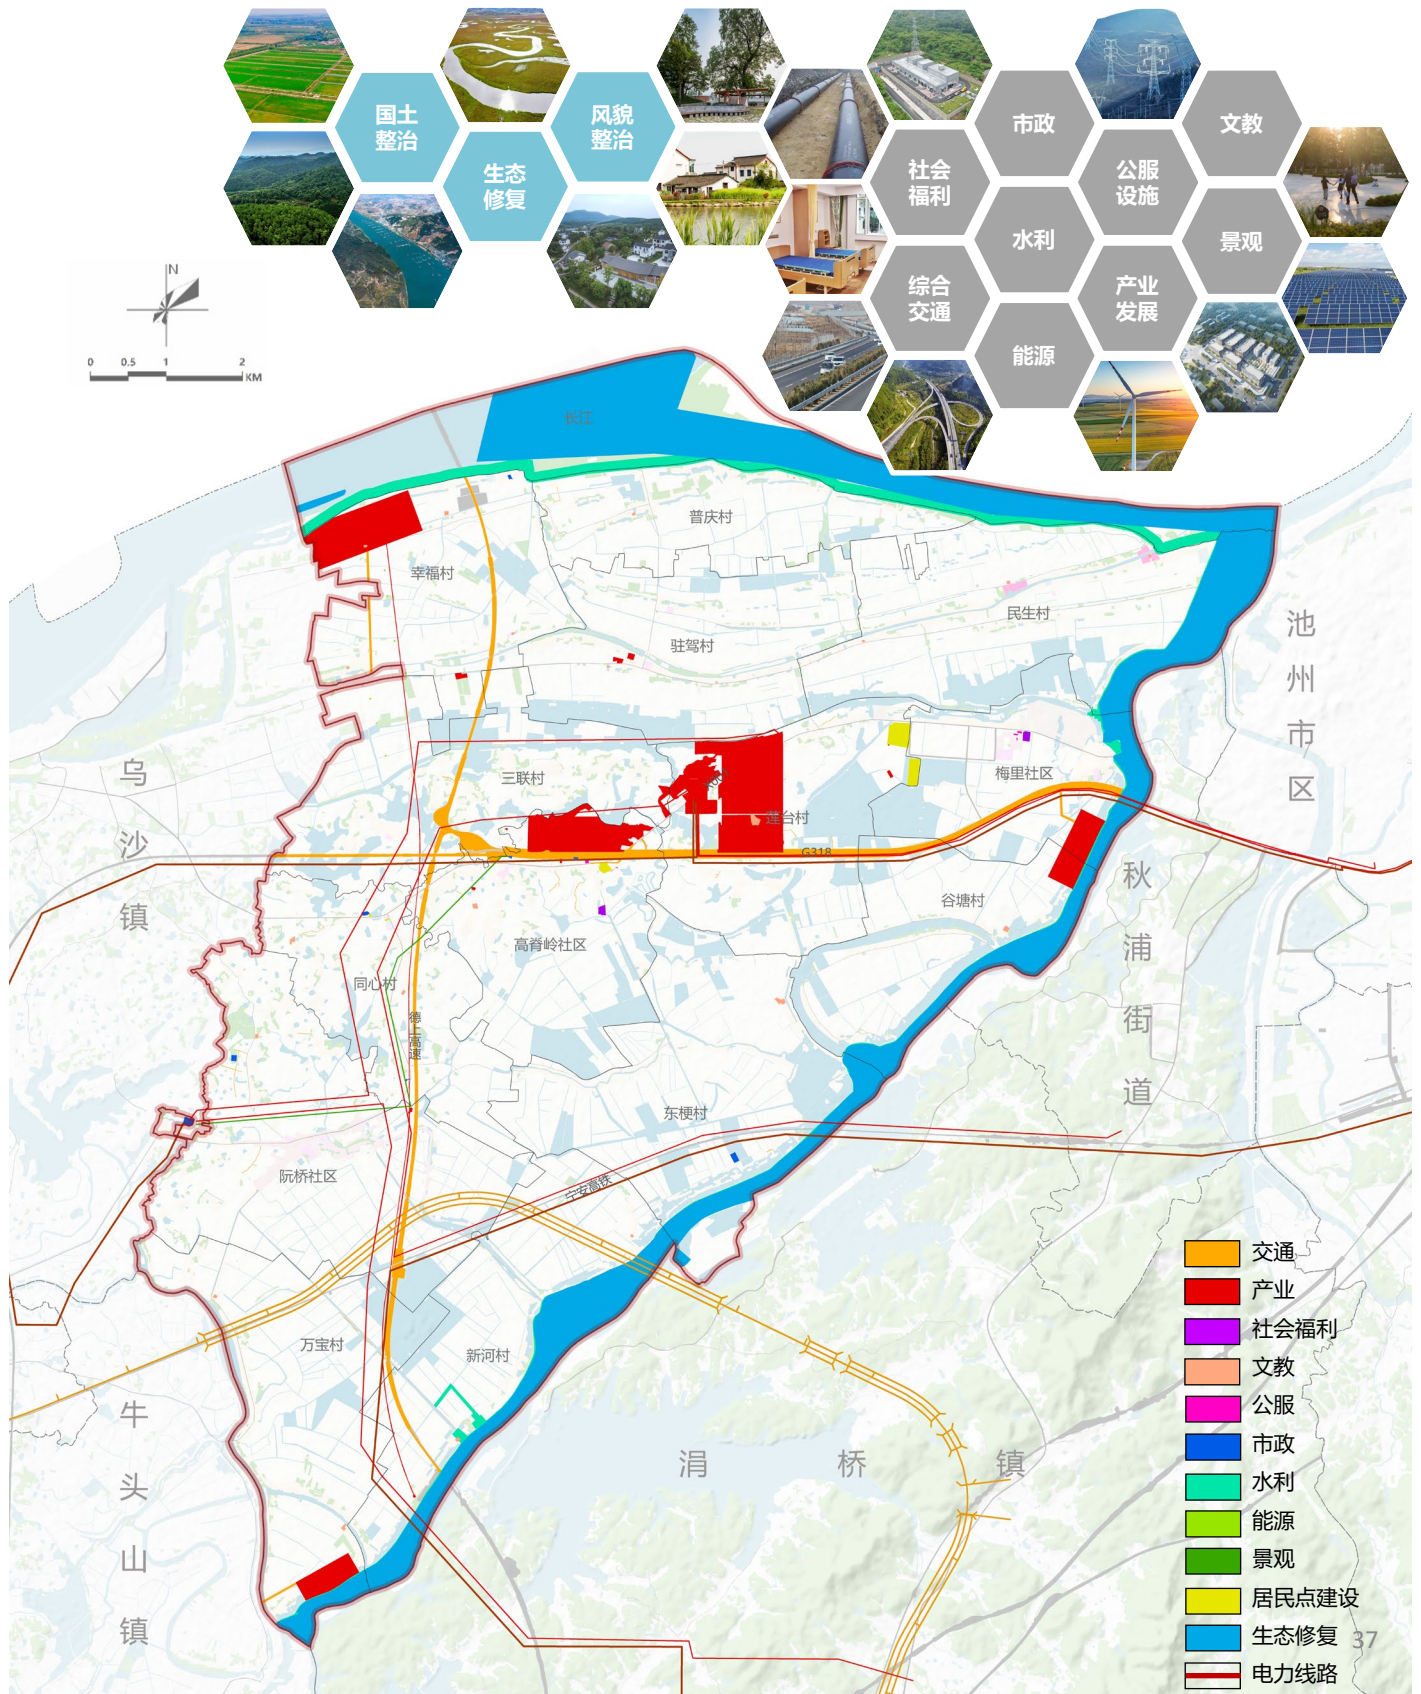 国土
整治
风貌
整治
生态
修复
市政
文教
社会
福利
公服
设施
水利
景观
综合
交通
产业
发展
能源
N
0 0.5 1 2
KM
长江
普庆村
幸福村
民生村
驻驾村
池州市区
乌沙镇
三联村
梅里社区
莲台村
G318
秋浦街道
谷塘村
高脊岭社区
同心村
德上高速
东梗村
阮桥社区
宁安高铁
万宝村
新河村
牛头山镇
涓桥镇
交通
产业
社会福利
文教
公服
市政
水利
能源
景观
居民点建设
生态修复
电力线路
37